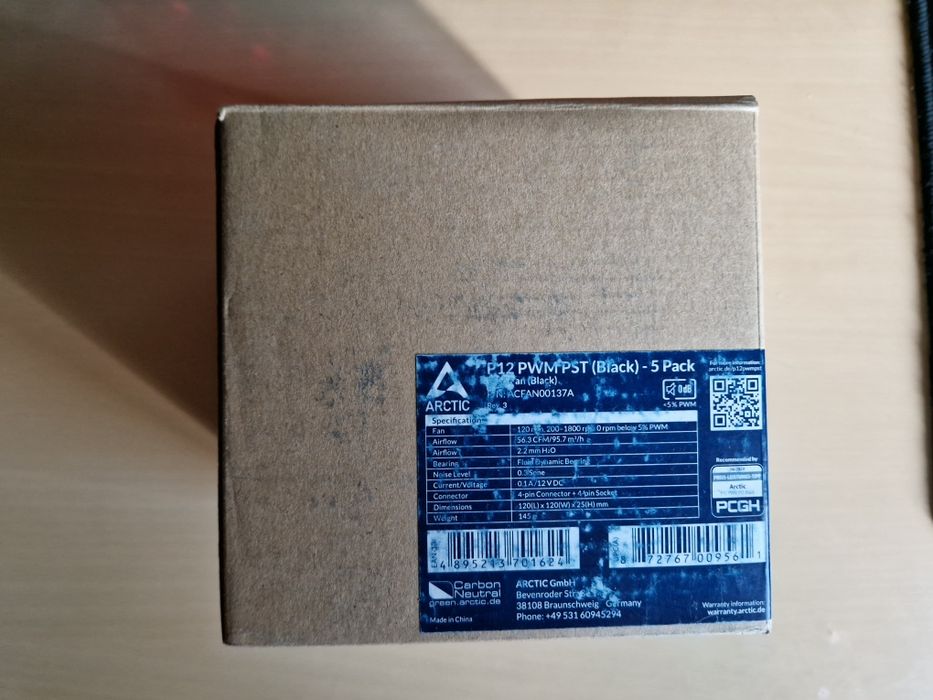 P12 PWM PST (Black) - 5 Pack
Fan (Black)
P/N: ACFAN00137A
Rev. 3
ARCTIC
0dB
<5% PWM
For more information:
arctic.de/p12pwmpst
Specification
Fan 120 mm, 200-1800 rpm, 0 rpm below 5% PWM
Airflow 56.3 CFM/95.7 m³/h
Airflow 2.2 mm H₂O
Bearing Fluid Dynamic Bearing
Noise Level 0.3 Sone
Current/Voltage 0.1 A / 12 V DC
Connector 4-pin Connector + 4-pin Socket
Dimensions 120(L) x 120(W) x 25(H) mm
Weight 145 g
Recommended by
Arctic
PCGH
EAN-13
4 895213 701624
8 72767 00956 1
Carbon
Neutral
green.arctic.de
Made in China
ARCTIC GmbH
Bevenroder
38108 Braunschweig Germany
Phone: +49 531 60945294
Warranty information:
warranty.arctic.de